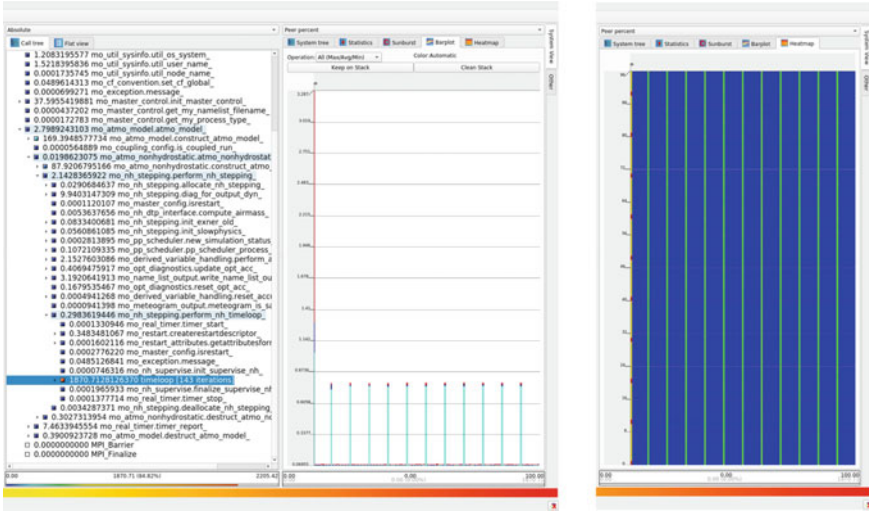 Absolute
Call tree
Flat view
1.2083195577 mo_util_sysinfo.util_os_system_
1.5218395836 mo_util_sysinfo.util_user_name_
0.0001735745 mo_util_sysinfo.util_node_name_
0.0489614313 mo_cf_convention.set_cf_global_
0.0000699271 mo_exception.message_
37.5955419881 mo_master_control.init_master_control_
0.0000437202 mo_master_control.get_my_namelist_filename_
0.0000172783 mo_master_control.get_my_process_type_
2.7989243103 mo_atmo_model.atmo_model_
169.3948577734 mo_atmo_model.construct_atmo_model_
0.0000564889 mo_coupling_config.is_coupled_run_
0.0198623075 mo_atmo_nonhydrostatic.atmo_nonhydrostat
87.9206795166 mo_atmo_nonhydrostatic.construct_atmo_
2.1428365922 mo_nh_stepping.perform_nh_stepping_
0.0290684637 mo_nh_stepping.allocate_nh_stepping_
9.9403147309 mo_nh_stepping.diag_for_output_dyn_
0.0001120107 mo_master_config.isrestart_
0.0053637656 mo_nh_dtp_interface.compute_airmass_
0.0833400681 mo_nh_stepping.init_exner_old_
0.0560861085 mo_nh_stepping.init_slowphysics_
0.0002813895 mo_pp_scheduler.new_simulation_status_
0.1072109335 mo_pp_scheduler.pp_scheduler_process_
2.1527603086 mo_derived_variable_handling.perform_a
0.4069475917 mo_opt_diagnostics.update_opt_acc_
3.1920641913 mo_name_list_output.write_name_list_ou
0.1679535467 mo_opt_diagnostics.reset_opt_acc_
0.0004941268 mo_derived_variable_handling.reset_acc
0.0000941398 mo_meteogram_output.meteogram_is_sa
0.2983619446 mo_nh_stepping.perform_nh_timeloop_
0.0001330946 mo_real_timer.timer_start_
0.3483481067 mo_restart.createrestartdescriptor_
0.0001602116 mo_restart_attributes.getattributesforr
0.0002776220 mo_master_config.isrestart_
0.0485126841 mo_exception.message_
0.0000746316 mo_nh_supervise.init_supervise_nh_
1870.7128126370 timeloop [143 iterations]
0.0001965933 mo_nh_supervise.finalize_supervise_nh
0.0001377714 mo_real_timer.timer_stop_
0.0034287371 mo_nh_stepping.deallocate_nh_stepping_
0.3027313954 mo_atmo_nonhydrostatic.destruct_atmo_no
7.4633945554 mo_real_timer.timer_report_
0.3900923728 mo_atmo_model.destruct_atmo_model_
0.0000000000 MPI_Barrier
0.0000000000 MPI_Finalize
0.00 1870.71 (84.82%) 2205.42
Peer percent
System tree
Statistics
Sunburst
Barplot
Heatmap
Operation: All (Max/Avg/Min)
Color: Automatic
Keep on Stack
Clean Stack
0.00 0.00 100.00
System View
Other
Peer percent
System tree
Statistics
Sunburst
Barplot
Heatmap
0.00 0.00 100.00
System View
Other